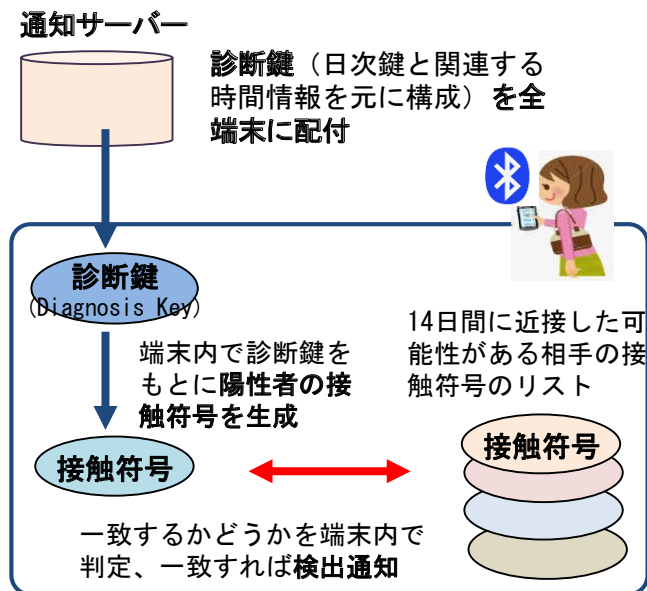 通知サーバー
診断鍵（日次鍵と関連する
時間情報を元に構成）を全
端末に配付
診断鍵
(Diagnosis Key)
端末内で診断鍵を
もとに陽性者の接
触符号を生成
14日間に近接した可
能性がある相手の接
触符号のリスト
接触符号
接触符号
一致するかどうかを端末内で
判定、一致すれば検出通知